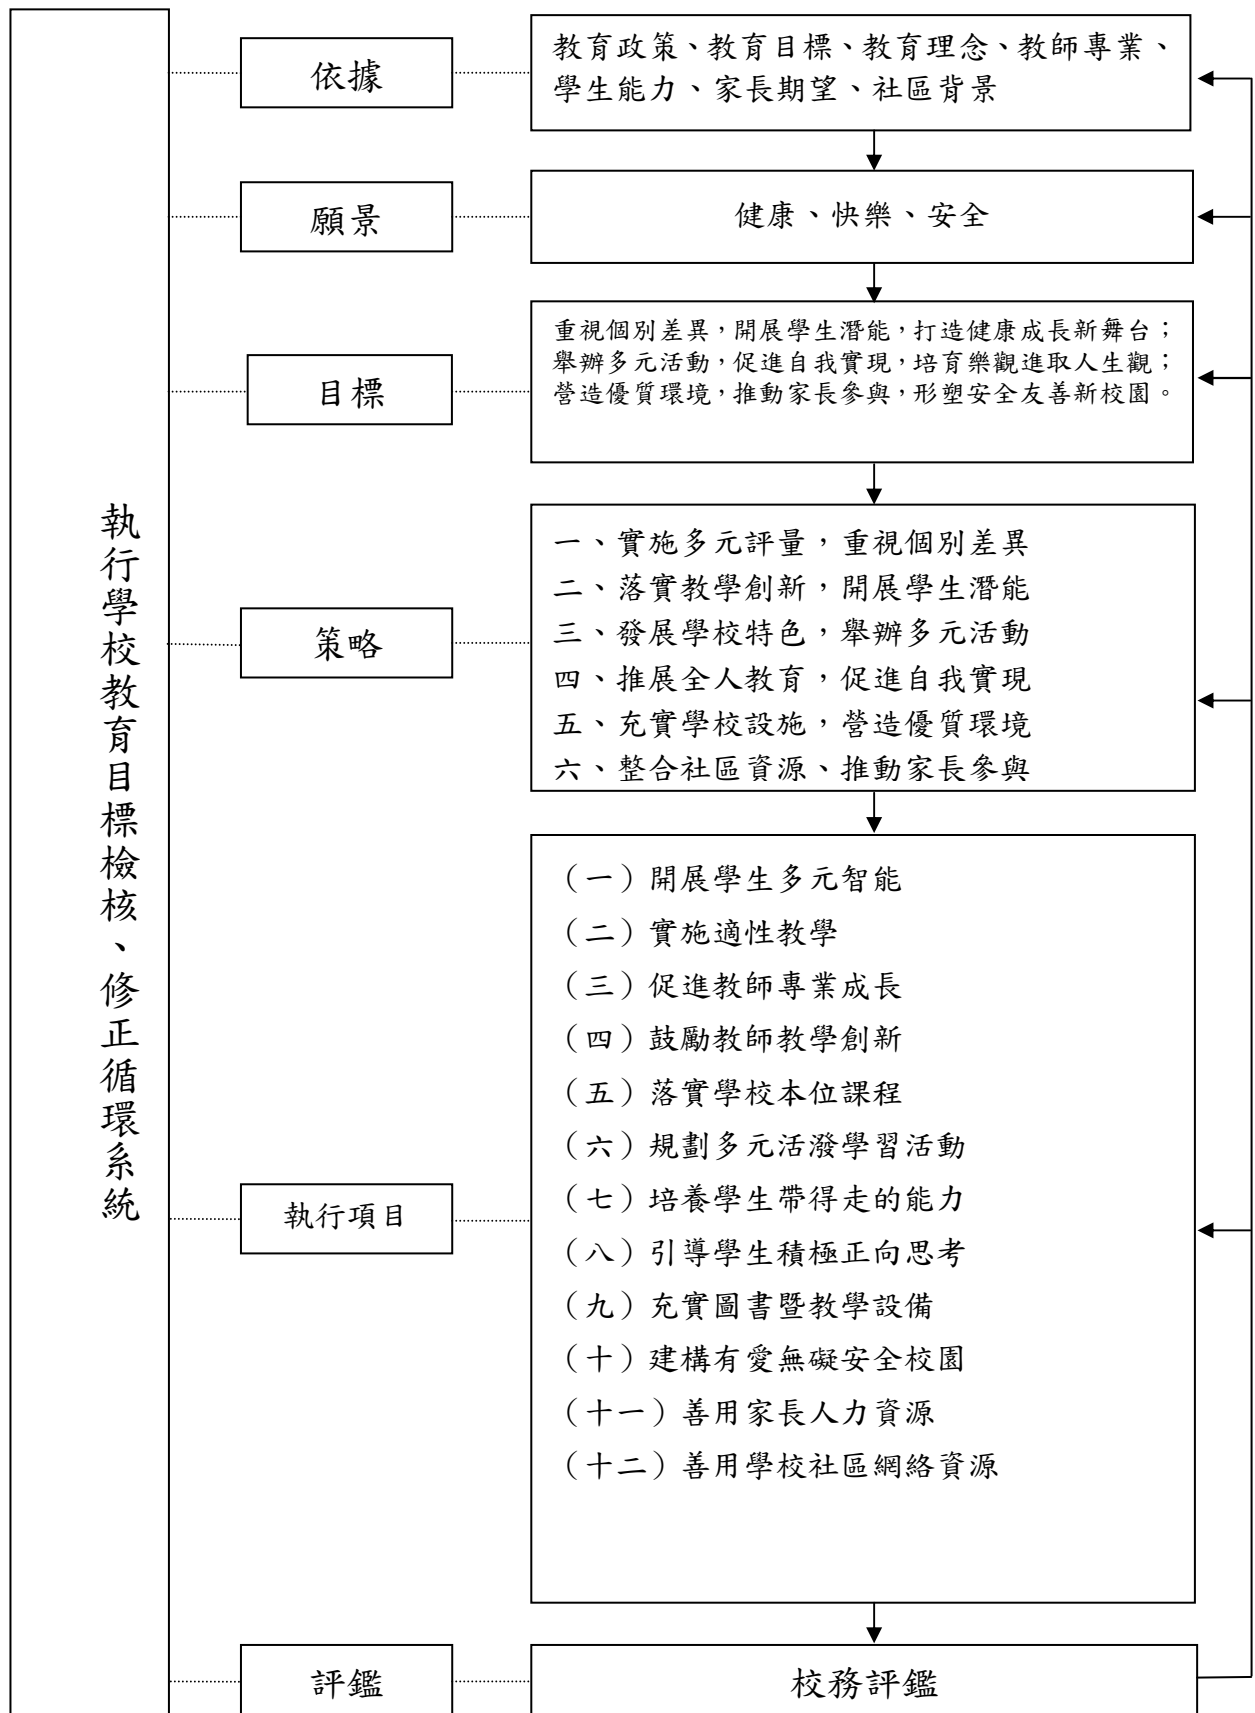 執行學校教育目標檢核、修正循環系統
依據
教育政策、教育目標、教育理念、教師專業、
學生能力、家長期望、社區背景
願景
健康、快樂、安全
目標
重視個別差異，開展學生潛能，打造健康成長新舞台；
舉辦多元活動，促進自我實現，培育樂觀進取人生觀；
營造優質環境，推動家長參與，形塑安全友善新校園。
策略
一、實施多元評量，重視個別差異
二、落實教學創新，開展學生潛能
三、發展學校特色，舉辦多元活動
四、推展全人教育，促進自我實現
五、充實學校設施，營造優質環境
六、整合社區資源、推動家長參與
執行項目
（一）開展學生多元智能
（二）實施適性教學
（三）促進教師專業成長
（四）鼓勵教師教學創新
（五）落實學校本位課程
（六）規劃多元活潑學習活動
（七）培養學生帶得走的能力
（八）引導學生積極正向思考
（九）充實圖書暨教學設備
（十）建構有愛無礙安全校園
（十一）善用家長人力資源
（十二）善用學校社區網絡資源
評鑑
校務評鑑